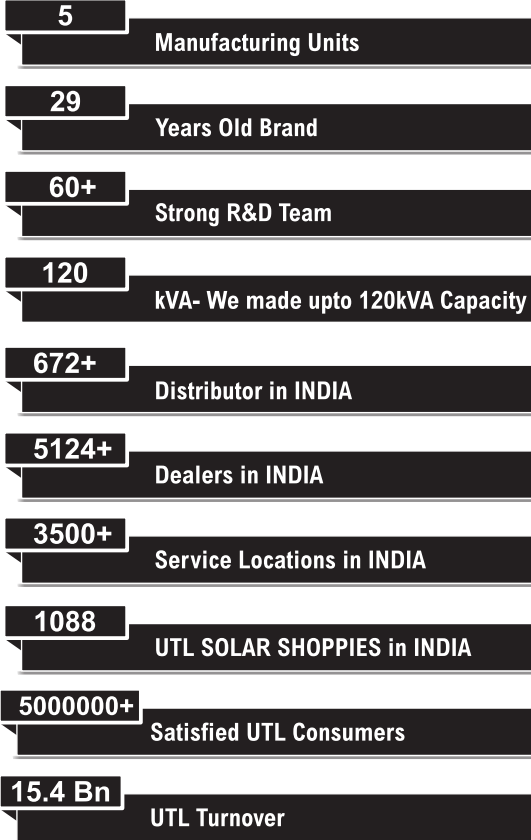 5
Manufacturing Units
29
Years Old Brand
60+
Strong R&D Team
120
kVA- We made upto 120kVA Capacity
672+
Distributor in INDIA
5124+
Dealers in INDIA
3500+
Service Locations in INDIA
1088
UTL SOLAR SHOPPIES in INDIA
5000000+
Satisfied UTL Consumers
15.4 Bn
UTL Turnover